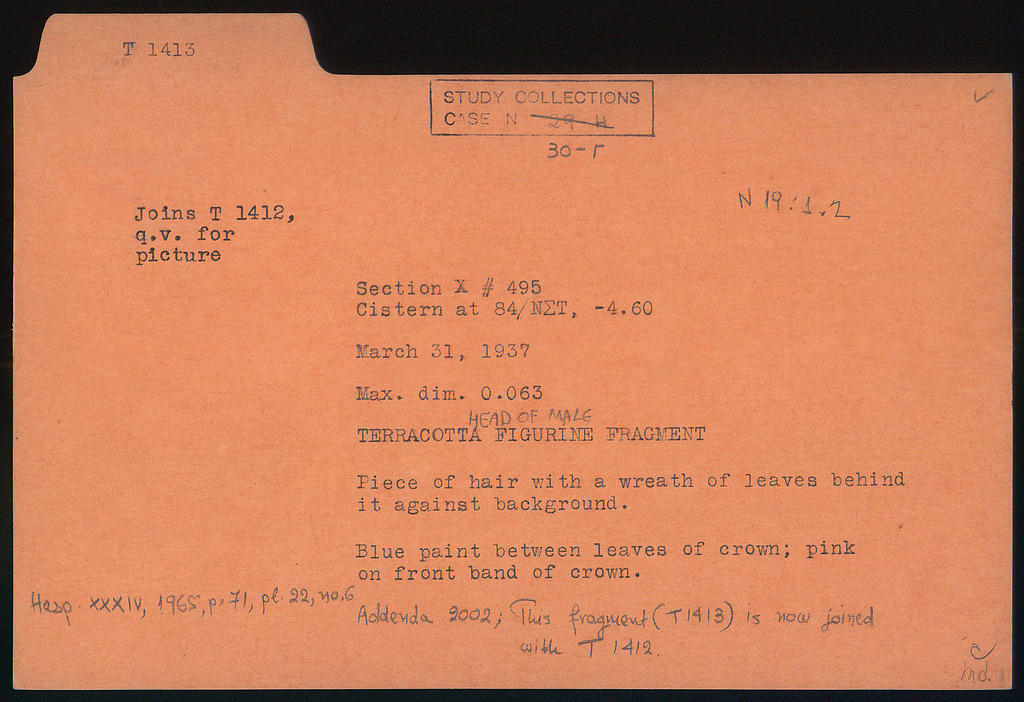 T 1413
STUDY COLLECTIONS
CASE N 29 H
30-Γ
N 19:1.2
Joins T 1412,
q.v. for
picture
Section X # 495
Cistern at 84/ΝΣΤ, -4.60
March 31, 1937
Max. dim. 0.063
HEAD OF MALE
TERRACOTTA FIGURINE FRAGMENT
Piece of hair with a wreath of leaves behind
it against background.
Blue paint between leaves of crown; pink
on front band of crown.
Hesp. XXXIV, 1965, p. 71, pl. 22, no. 6
Addenda 2002; This fragment (T 1413) is now joined
with T 1412.
c
ind.